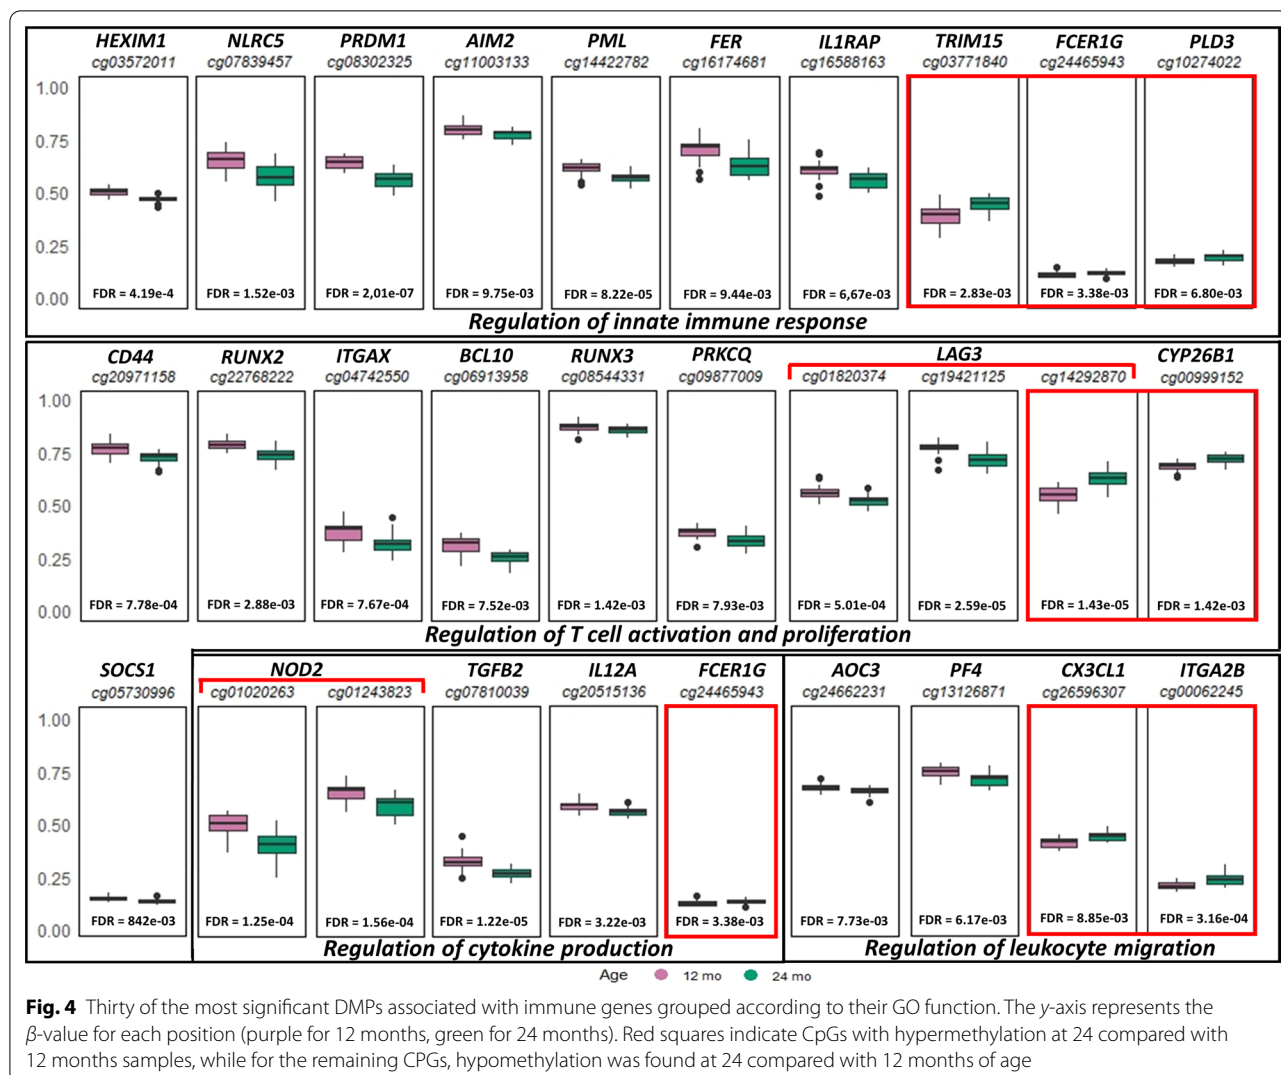 HEXIM1 NLRC5 PRDM1 AIM2 PML FER IL1RAP TRIM15 FCER1G PLD3
cg03572011 cg07839457 cg08302325 cg11003133 cg14422782 cg16174681 cg16588163 cg03771840 cg24465943 cg10274022
1.00
0.75
0.50
0.25
0.00
FDR = 4.19e-4 FDR = 1.52e-03 FDR = 2,01e-07 FDR = 9.75e-03 FDR = 8.22e-05 FDR = 9.44e-03 FDR = 6,67e-03 FDR = 2.83e-03 FDR = 3.38e-03 FDR = 6.80e-03
Regulation of innate immune response
CD44 RUNX2 ITGAX BCL10 RUNX3 PRKCQ LAG3 CYP26B1
cg20971158 cg22768222 cg04742550 cg06913958 cg08544331 cg09877009 cg01820374 cg19421125 cg14292870 cg00999152
1.00
0.75
0.50
0.25
0.00
FDR = 7.78e-04 FDR = 2.88e-03 FDR = 7.67e-04 FDR = 7.52e-03 FDR = 1.42e-03 FDR = 7.93e-03 FDR = 5.01e-04 FDR = 2.59e-05 FDR = 1.43e-05 FDR = 1.42e-03
Regulation of T cell activation and proliferation
SOCS1 NOD2 TGFB2 IL12A FCER1G AOC3 PF4 CX3CL1 ITGA2B
cg05730996 cg01020263 cg01243823 cg07810039 cg20515136 cg24465943 cg24662231 cg13126871 cg26596307 cg00062245
1.00
0.75
0.50
0.25
0.00
FDR = 842e-03 FDR = 1.25e-04 FDR = 1.56e-04 FDR = 1.22e-05 FDR = 3.22e-03 FDR = 3.38e-03 FDR = 7.73e-03 FDR = 6.17e-03 FDR = 8.85e-03 FDR = 3.16e-04
Regulation of cytokine production Regulation of leukocyte migration
Age 12 mo 24 mo
Fig. 4 Thirty of the most significant DMPs associated with immune genes grouped according to their GO function. The y-axis represents the
β-value for each position (purple for 12 months, green for 24 months). Red squares indicate CpGs with hypermethylation at 24 compared with
12 months samples, while for the remaining CPGs, hypomethylation was found at 24 compared with 12 months of age